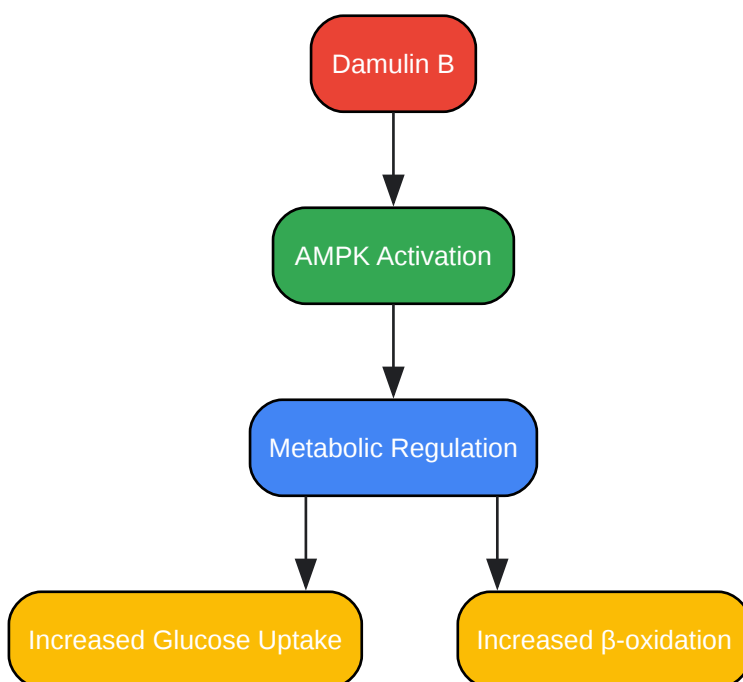 Damulin B
AMPK Activation
Metabolic Regulation
Increased Glucose Uptake
Increased β-oxidation